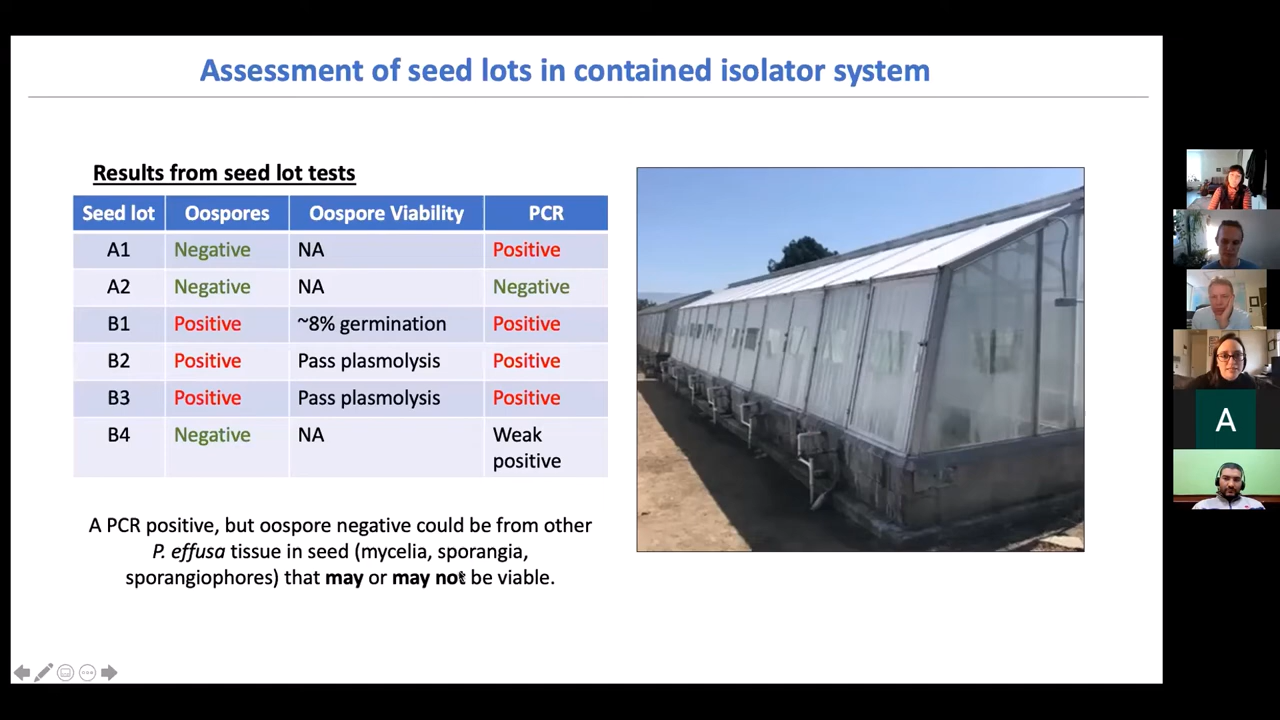 Assessment of seed lots in contained isolator system
Results from seed lot tests
Seed lot Oospores Oospore Viability PCR
A1 Negative NA Positive
A2 Negative NA Negative
B1 Positive ~8% germination Positive
B2 Positive Pass plasmolysis Positive
B3 Positive Pass plasmolysis Positive
B4 Negative NA Weak
positive
A PCR positive, but oospore negative could be from other
P. effusa tissue in seed (mycelia, sporangia,
sporangiophores) that may or may not be viable.
A